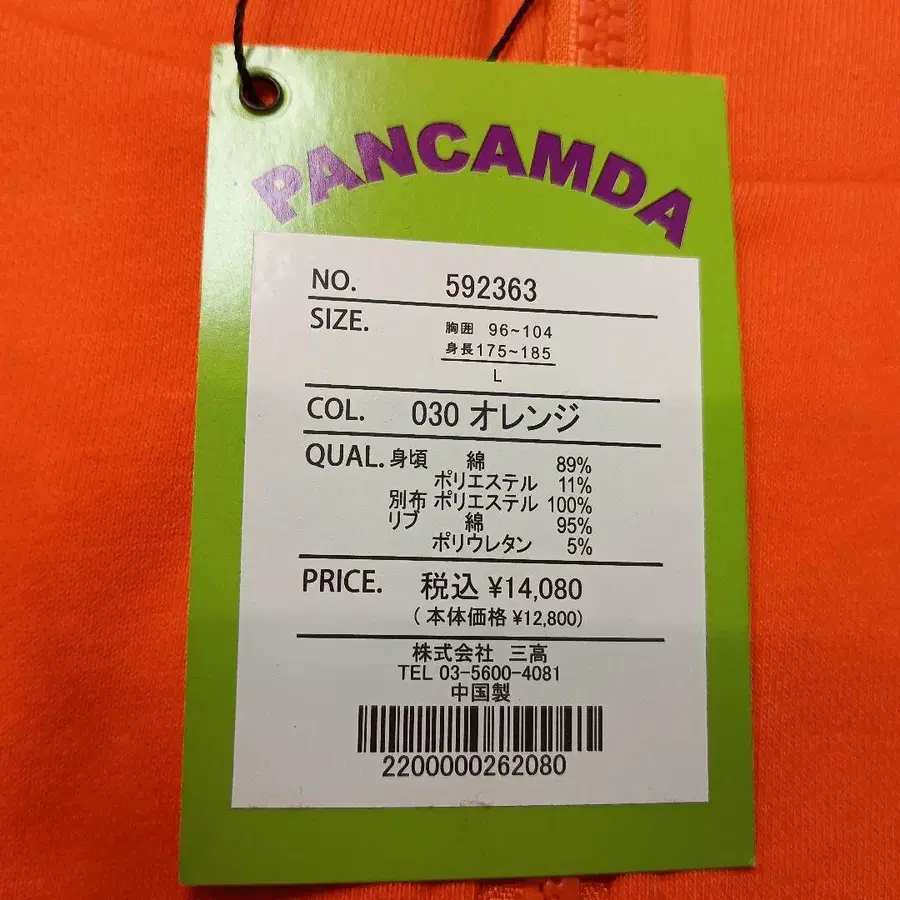 PANCAMDA
NO. 592363
SIZE. 胸囲 96~104
身長175~185
L
COL. 030 オレンジ
QUAL. 身頃 綿 89%
ポリエステル 11%
別布 ポリエステル 100%
リブ 綿 95%
ポリウレタン 5%
PRICE. 税込 ¥14,080
(本体価格 ¥12,800)
株式会社 三高
TEL 03-5600-4081
中国製
2200000262080